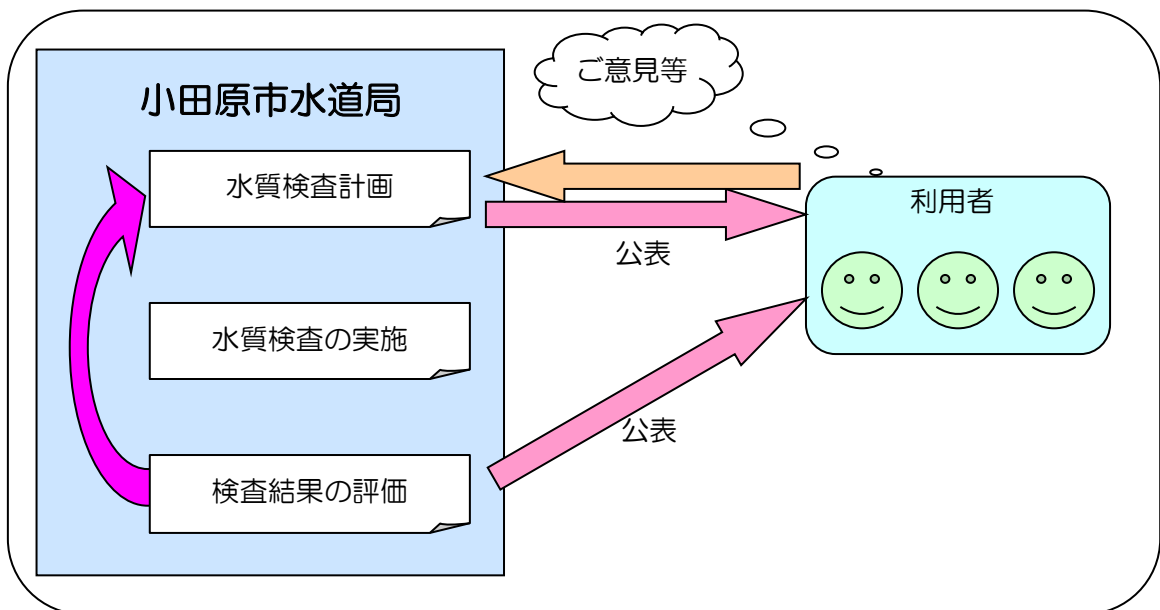 ご意見等
小田原市水道局
水質検査計画
利用者
公表
水質検査の実施
公表
検査結果の評価